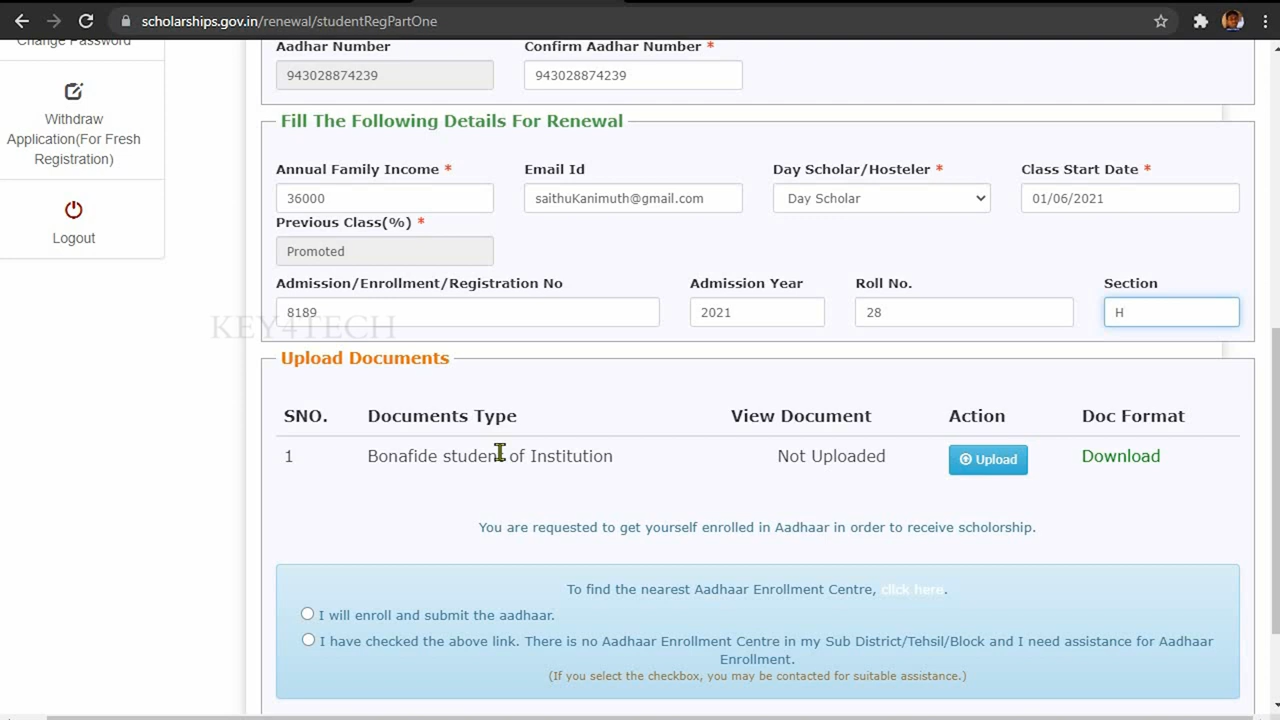 scholarships.gov.in/renewal/studentRegPartOne
Change Password
Withdraw
Application(For Fresh
Registration)
Logout
Aadhar Number Confirm Aadhar Number *
943028874239 943028874239
Fill The Following Details For Renewal
Annual Family Income * Email Id Day Scholar/Hosteler * Class Start Date *
36000 saithuKanimuth@gmail.com Day Scholar 01/06/2021
Previous Class(%) *
Promoted
Admission/Enrollment/Registration No Admission Year Roll No. Section
8189 2021 28 H
KEY4TECH
Upload Documents
SNO. Documents Type View Document Action Doc Format
1 Bonafide student of Institution Not Uploaded Upload Download
You are requested to get yourself enrolled in Aadhaar in order to receive scholorship.
To find the nearest Aadhaar Enrollment Centre, click here.
I will enroll and submit the aadhaar.
I have checked the above link. There is no Aadhaar Enrollment Centre in my Sub District/Tehsil/Block and I need assistance for Aadhaar
Enrollment.
(If you select the checkbox, you may be contacted for suitable assistance.)